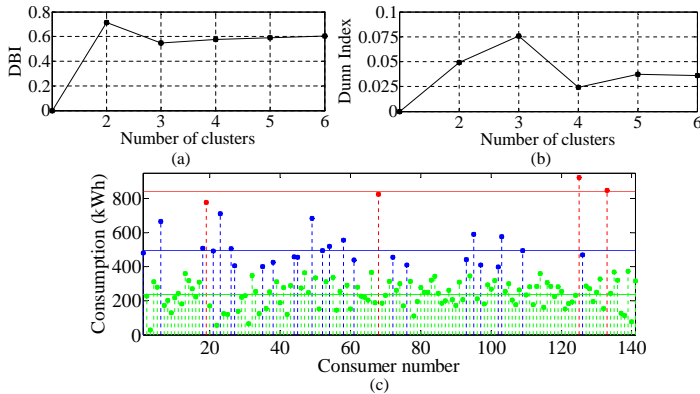 0.8
0.6
0.4
0.2
0
DBI
2 3 4 5 6
Number of clusters
(a)
0.1
0.075
0.05
0.025
0
Dunn Index
2 3 4 5 6
Number of clusters
(b)
800
600
400
200
0
Consumption (kWh)
20 40 60 80 100 120 140
Consumer number
(c)